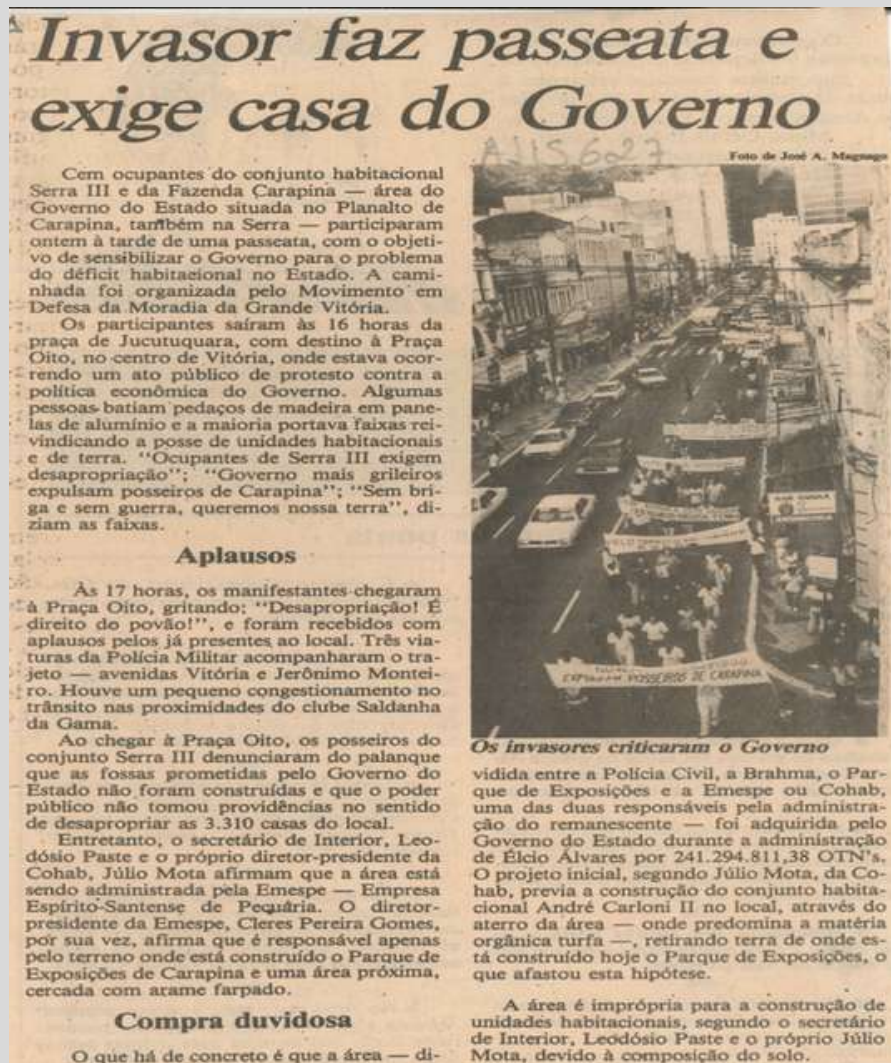 Invasor faz passeata e
exige casa do Governo
AJ15627
Foto de José A. Magnago
Cem ocupantes do conjunto habitacional
Serra III e da Fazenda Carapina — área do
Governo do Estado situada no Planalto de
Carapina, também na Serra — participaram
ontem à tarde de uma passeata, com o objeti-
vo de sensibilizar o Governo para o problema
do déficit habitacional no Estado. A cami-
nhada foi organizada pelo Movimento em
Defesa da Moradia da Grande Vitória.
Os participantes saíram às 16 horas da
praça de Jucutuquara, com destino à Praça
Oito, no centro de Vitória, onde estava ocor-
rendo um ato público de protesto contra a
política econômica do Governo. Algumas
pessoas batiam pedaços de madeira em pane-
las de alumínio e a maioria portava faixas rei-
vindicando a posse de unidades habitacionais
e de terra. "Ocupantes de Serra III exigem
desapropriação"; "Governo mais grileiros
expulsam posseiros de Carapina"; "Sem bri-
ga e sem guerra, queremos nossa terra", di-
ziam as faixas.
Aplausos
Às 17 horas, os manifestantes chegaram
à Praça Oito, gritando: "Desapropriação! É
direito do povão!", e foram recebidos com
aplausos pelos já presentes ao local. Três via-
turas da Polícia Militar acompanharam o tra-
jeto — avenidas Vitória e Jerônimo Montei-
ro. Houve um pequeno congestionamento no
trânsito nas proximidades do clube Saldanha
da Gama.
Ao chegar à Praça Oito, os posseiros do
conjunto Serra III denunciaram do palanque
que as fossas prometidas pelo Governo do
Estado não foram construídas e que o poder
público não tomou providências no sentido
de desapropriar as 3.310 casas do local.
Entretanto, o secretário de Interior, Leo-
dósio Paste e o próprio diretor-presidente da
Cohab, Júlio Mota afirmam que a área está
sendo administrada pela Emespe — Empresa
Espírito-Santense de Pequária. O diretor-
presidente da Emespe, Cleres Pereira Gomes,
por sua vez, afirma que é responsável apenas
pelo terreno onde está construído o Parque de
Exposições de Carapina e uma área próxima,
cercada com arame farpado.
Compra duvidosa
O que há de concreto é que a área — di-
POSSEIROS DE CARAPINA
Os invasores criticaram o Governo
vidida entre a Polícia Civil, a Brahma, o Par-
que de Exposições e a Emespe ou Cohab,
uma das duas responsáveis pela administra-
ção do remanescente — foi adquirida pelo
Governo do Estado durante a administração
de Élcio Álvares por 241.294.811,38 OTN's.
O projeto inicial, segundo Júlio Mota, da Co-
hab, previa a construção do conjunto habita-
cional André Carloni II no local, através do
aterro da área — onde predomina a matéria
orgânica turfa —, retirando terra de onde es-
tá construído hoje o Parque de Exposições, o
que afastou esta hipótese.
A área é imprópria para a construção de
unidades habitacionais, segundo o secretário
de Interior, Leodósio Paste e o próprio Júlio
Mota, devido à composição do solo.